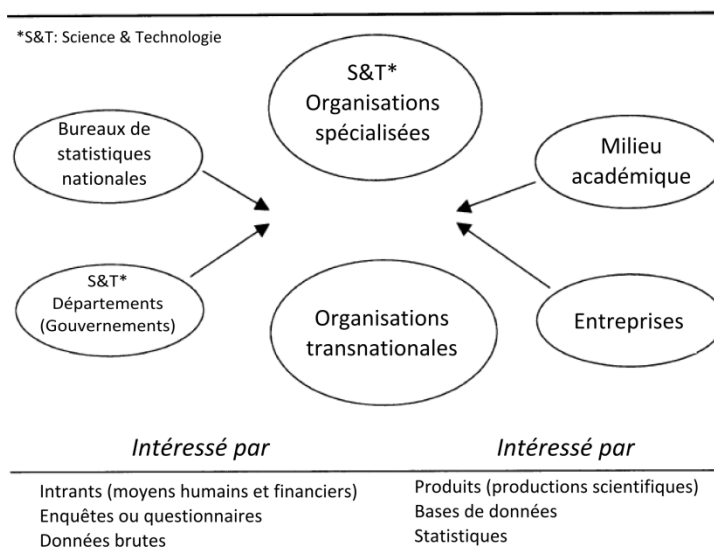 *S&T: Science & Technologie
S&T*
Organisations
spécialisées
Bureaux de
statistiques
nationales
Milieu
académique
S&T*
Départements
(Gouvernements)
Organisations
transnationales
Entreprises
Intéressé par
Intrants (moyens humains et financiers)
Enquêtes ou questionnaires
Données brutes
Intéressé par
Produits (productions scientifiques)
Bases de données
Statistiques